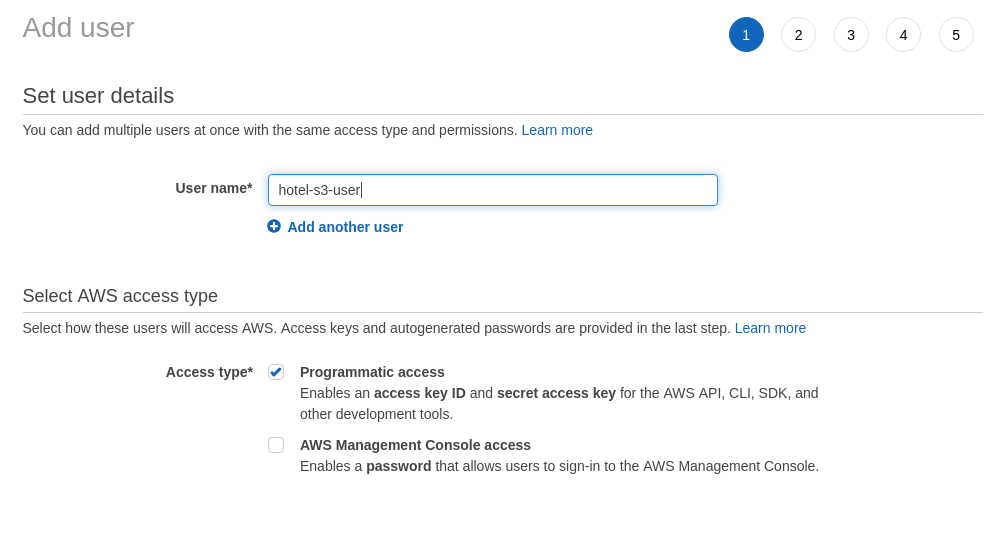 Add user
1 2 3 4 5
Set user details
You can add multiple users at once with the same access type and permissions. Learn more
User name* hotel-s3-user
Add another user
Select AWS access type
Select how these users will access AWS. Access keys and autogenerated passwords are provided in the last step. Learn more
Access type* Programmatic access
Enables an access key ID and secret access key for the AWS API, CLI, SDK, and
other development tools.
AWS Management Console access
Enables a password that allows users to sign-in to the AWS Management Console.